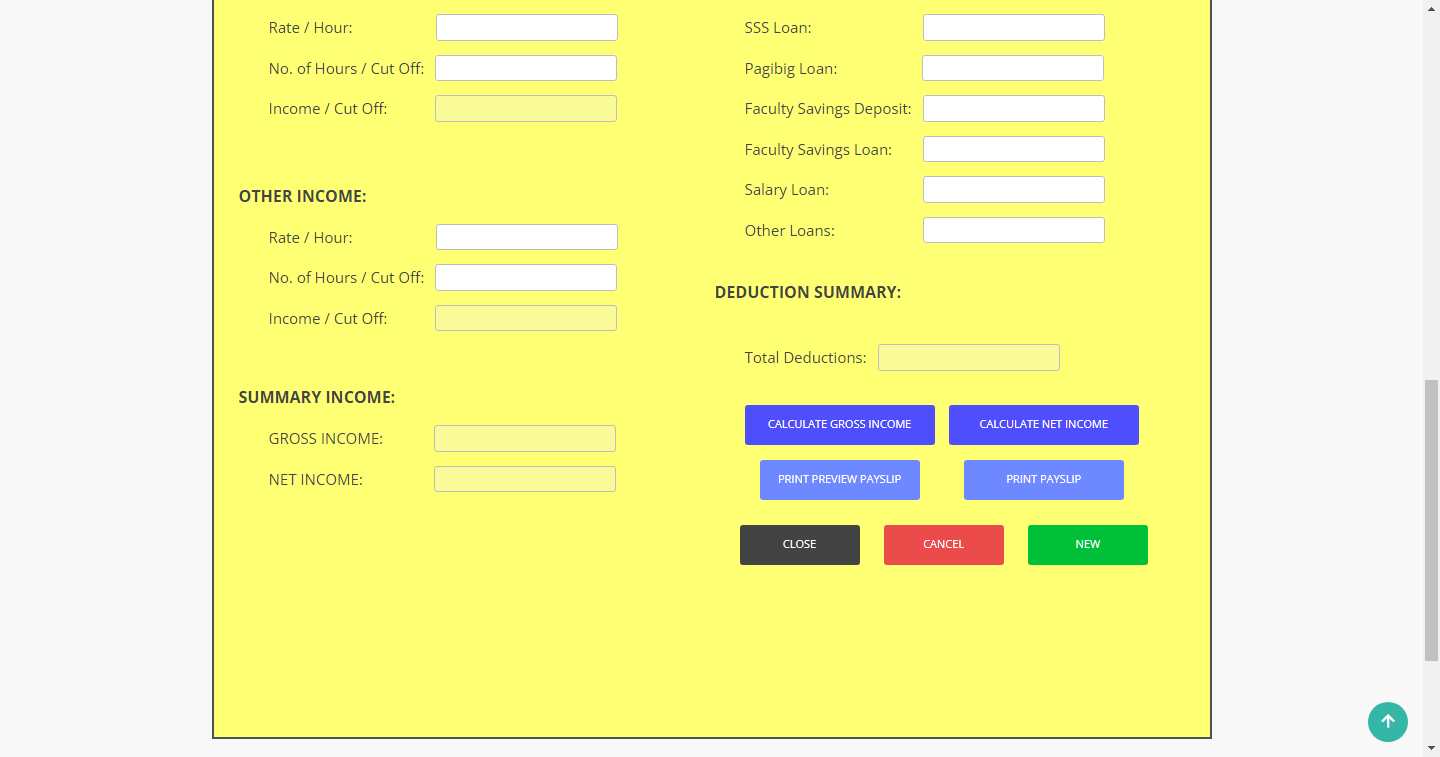 Rate / Hour:
No. of Hours / Cut Off:
Income / Cut Off:
OTHER INCOME:
Rate / Hour:
No. of Hours / Cut Off:
Income / Cut Off:
SUMMARY INCOME:
GROSS INCOME:
NET INCOME:
SSS Loan:
Pagibig Loan:
Faculty Savings Deposit:
Faculty Savings Loan:
Salary Loan:
Other Loans:
DEDUCTION SUMMARY:
Total Deductions:
CALCULATE GROSS INCOME
CALCULATE NET INCOME
PRINT PREVIEW PAYSLIP
PRINT PAYSLIP
CLOSE
CANCEL
NEW